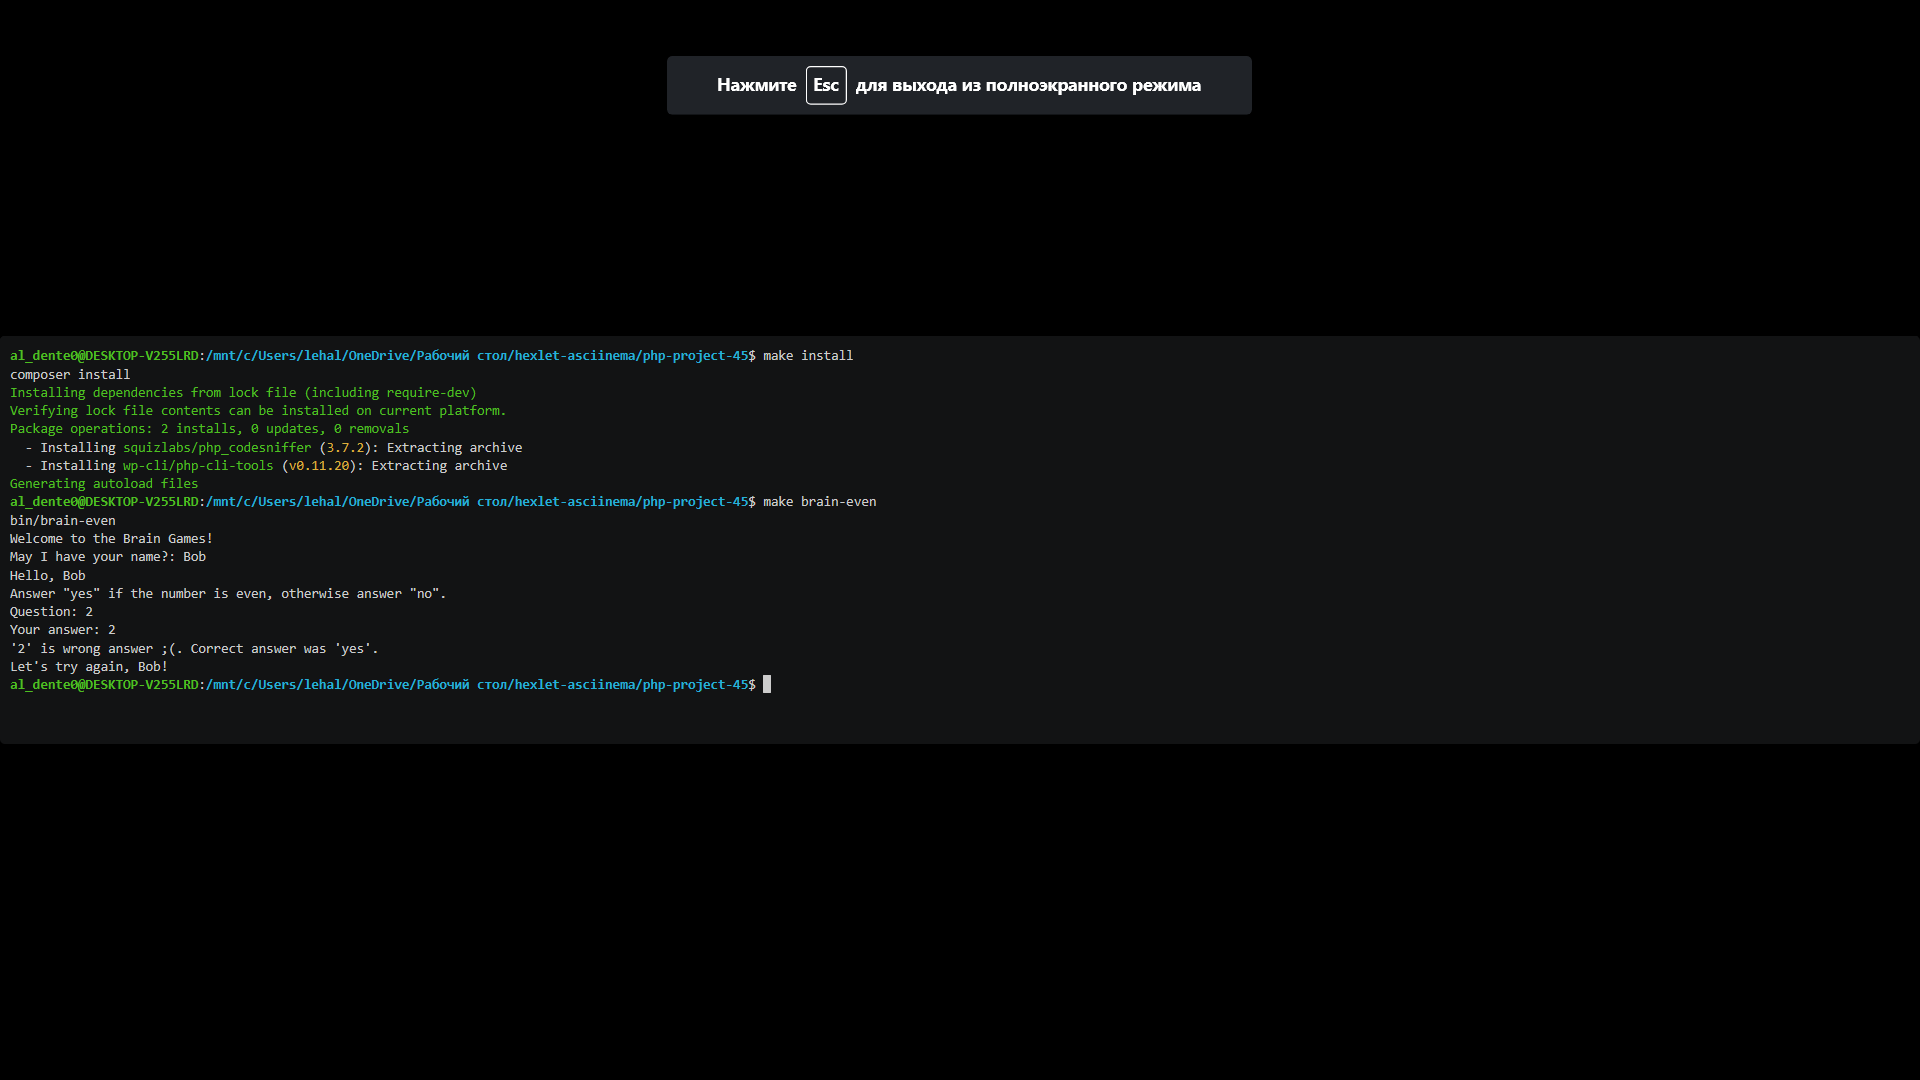 Нажмите Esc для выхода из полноэкранного режима
al_dente0@DESKTOP-V255LRD:/mnt/c/Users/lehal/OneDrive/Рабочий стол/hexlet-asciinema/php-project-45$ make install
composer install
Installing dependencies from lock file (including require-dev)
Verifying lock file contents can be installed on current platform.
Package operations: 2 installs, 0 updates, 0 removals
  - Installing squizlabs/php_codesniffer (3.7.2): Extracting archive
  - Installing wp-cli/php-cli-tools (v0.11.20): Extracting archive
Generating autoload files
al_dente0@DESKTOP-V255LRD:/mnt/c/Users/lehal/OneDrive/Рабочий стол/hexlet-asciinema/php-project-45$ make brain-even
bin/brain-even
Welcome to the Brain Games!
May I have your name?: Bob
Hello, Bob
Answer "yes" if the number is even, otherwise answer "no".
Question: 2
Your answer: 2
'2' is wrong answer ;(. Correct answer was 'yes'.
Let's try again, Bob!
al_dente0@DESKTOP-V255LRD:/mnt/c/Users/lehal/OneDrive/Рабочий стол/hexlet-asciinema/php-project-45$